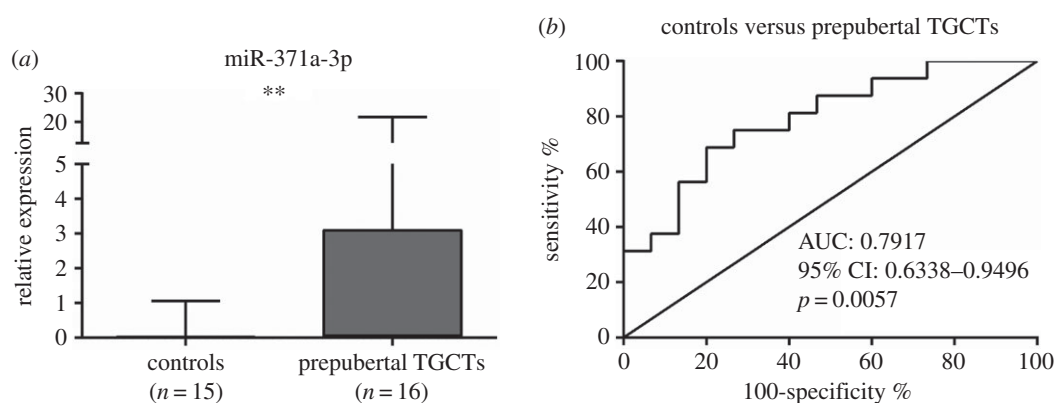 (a)
miR-371a-3p
**
relative expression
30
20
5
4
3
2
1
0
controls
(n = 15)
prepubertal TGCTs
(n = 16)
(b)
controls versus prepubertal TGCTs
sensitivity %
100
80
60
40
20
0
AUC: 0.7917
95% CI: 0.6338–0.9496
p = 0.0057
0 20 40 60 80 100
100-specificity %